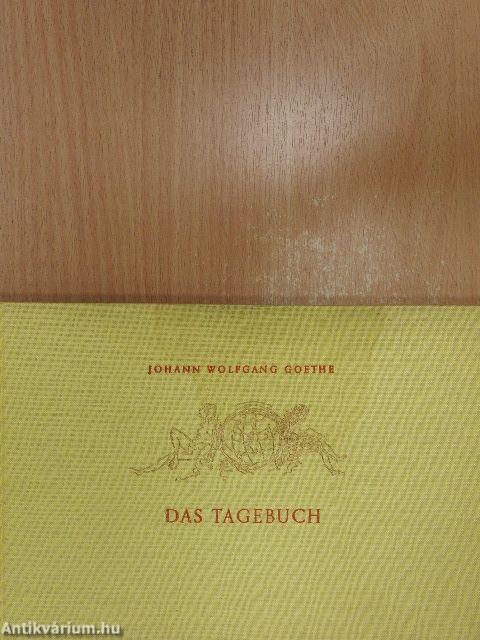 JOHANN WOLFGANG GOETHE
DAS TAGEBUCH
Antikvárium.hu